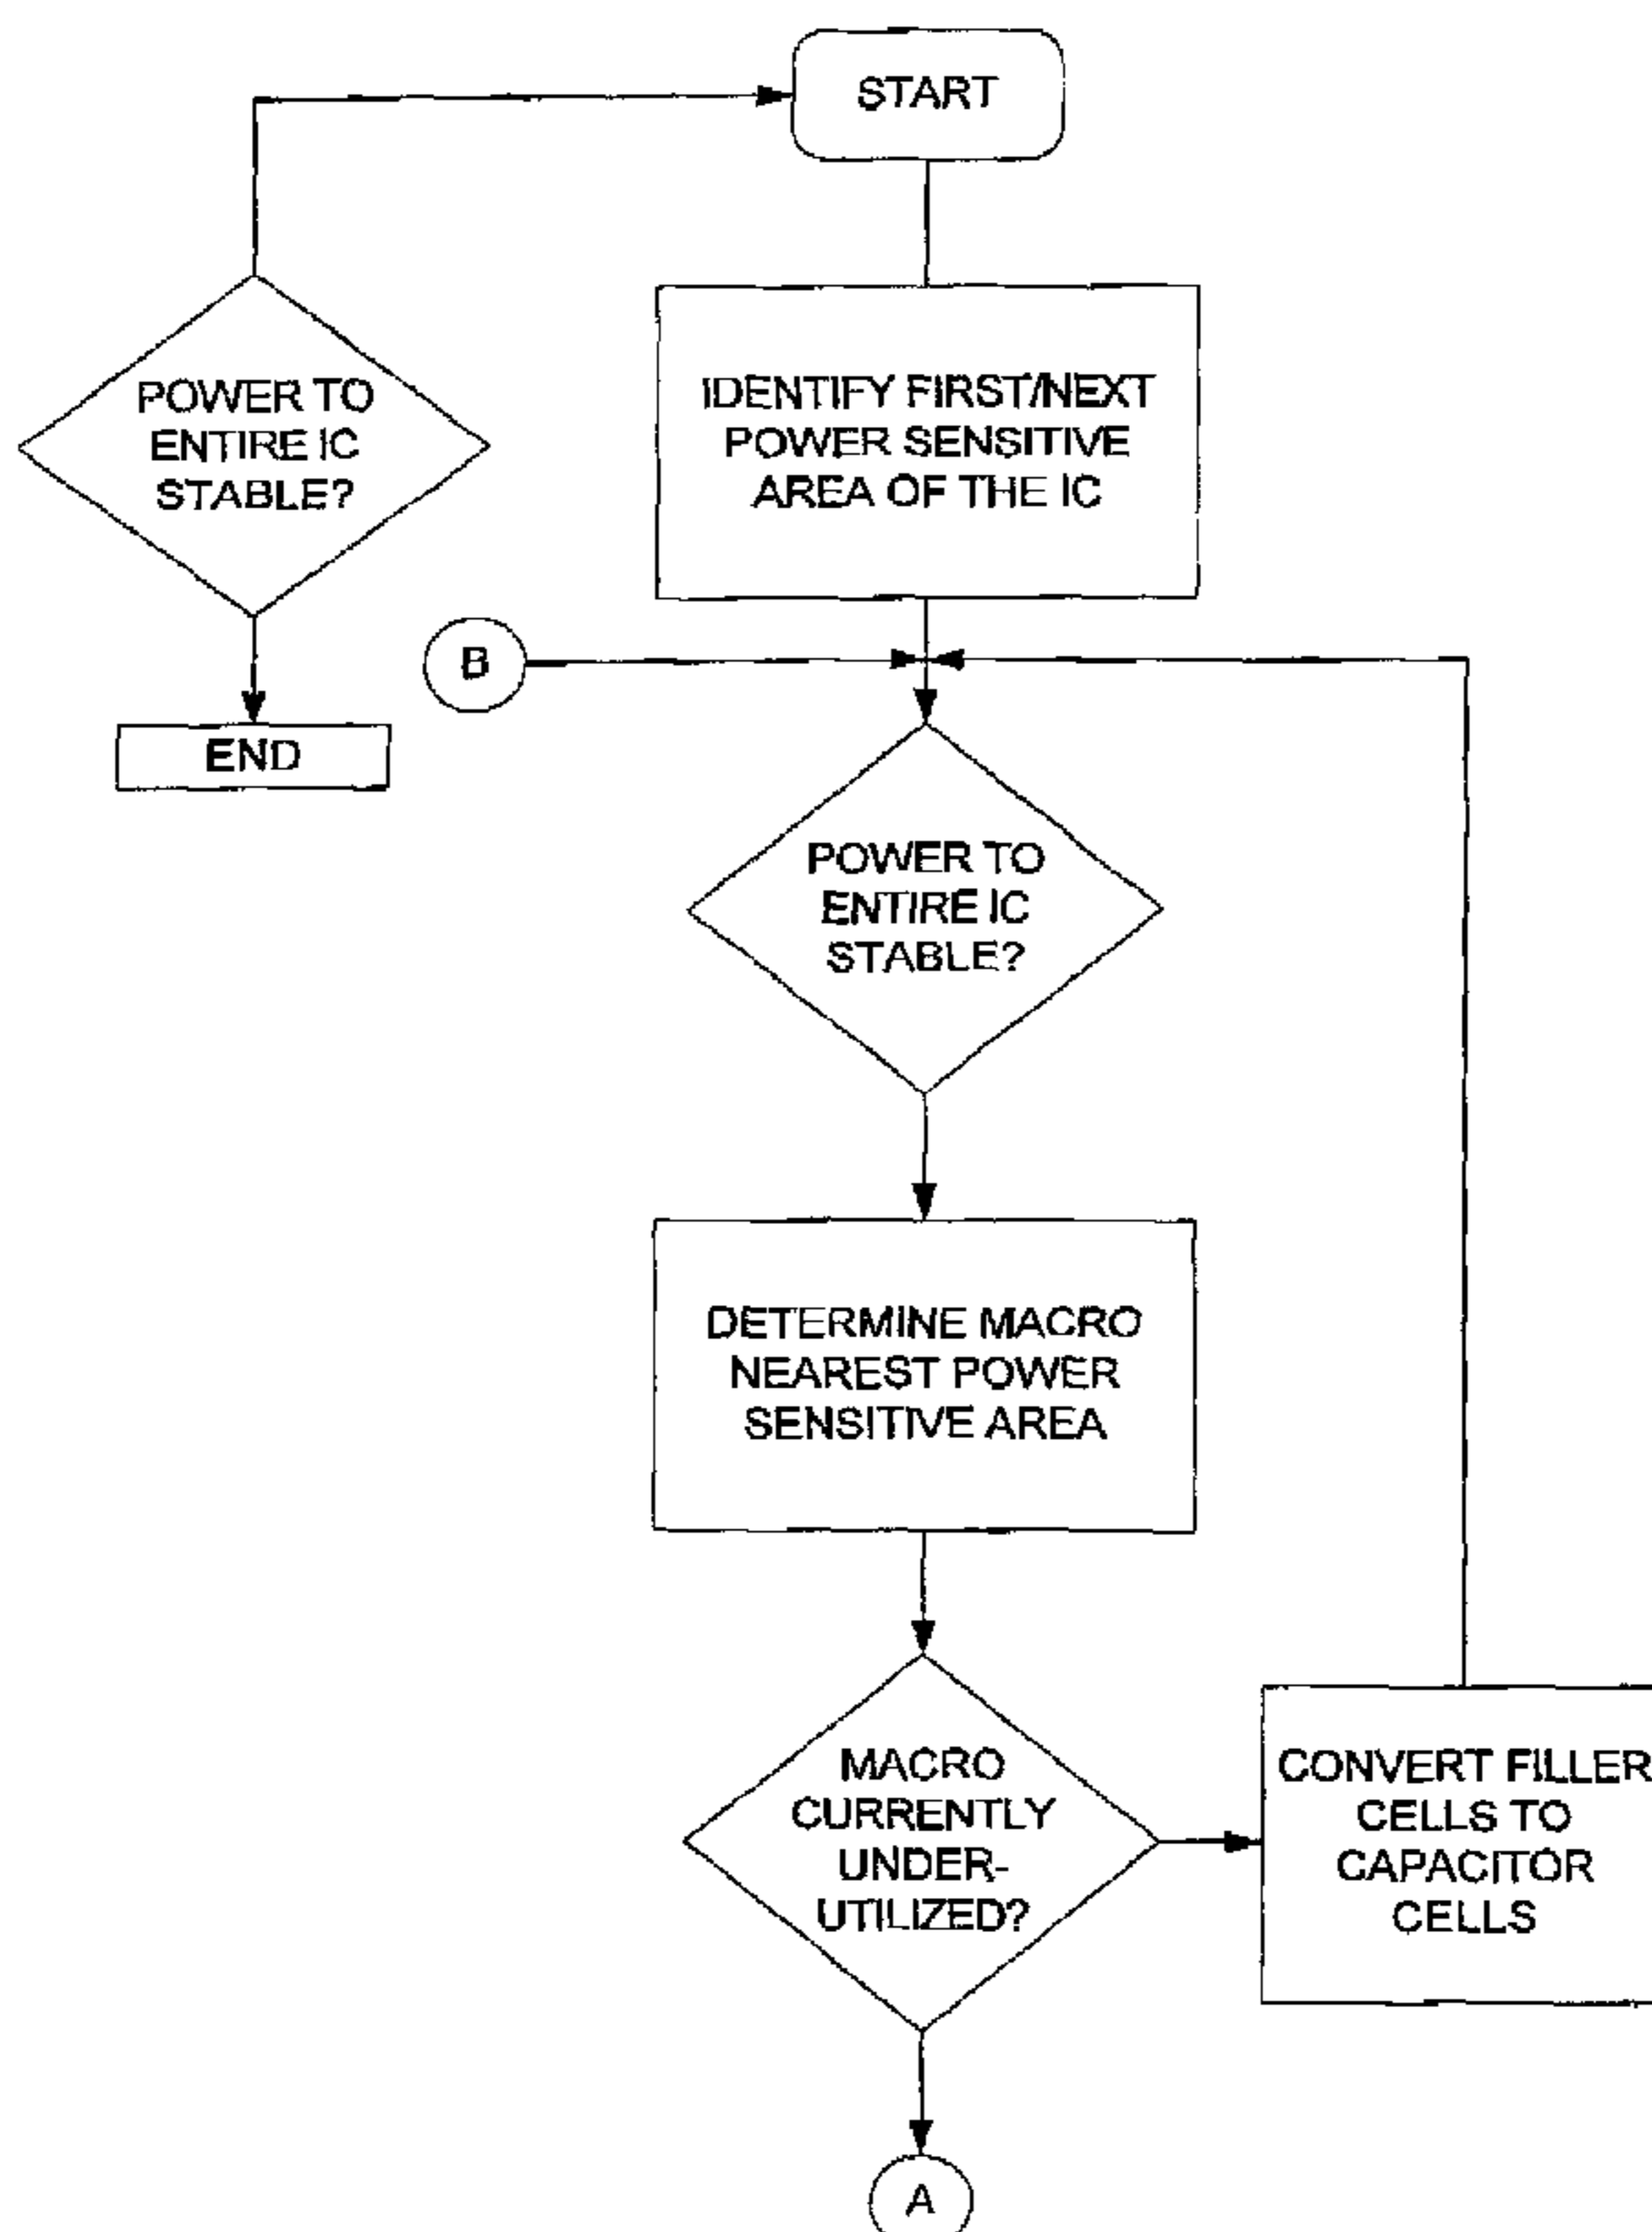 START
POWER TO
ENTIRE IC
STABLE?
IDENTIFY FIRST/NEXT
POWER SENSITIVE
AREA OF THE IC
B
END
POWER TO
ENTIRE IC
STABLE?
DETERMINE MACRO
NEAREST POWER
SENSITIVE AREA
MACRO
CURRENTLY
UNDER-
UTILIZED?
CONVERT FILLER
CELLS TO
CAPACITOR
CELLS
A